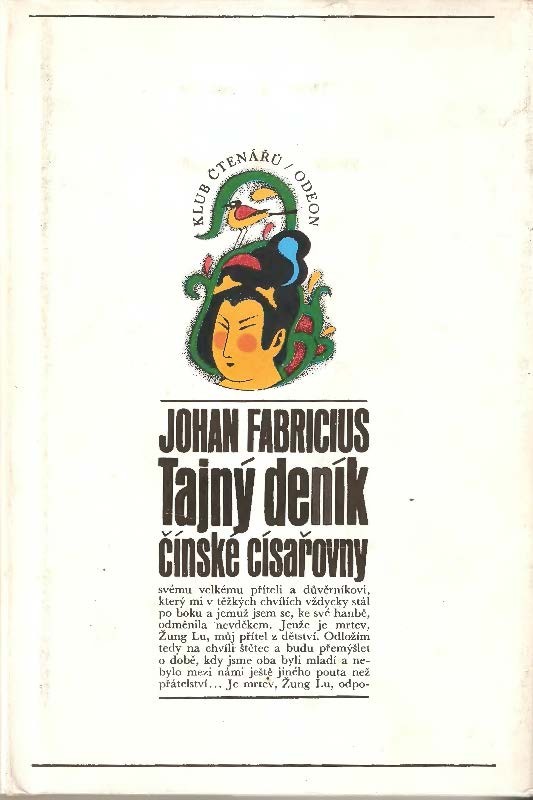 KLUB ČTENÁŘŮ / ODEON
JOHAN FABRICIUS
Tajný deník
čínské císařovny
svému velkému příteli a důvěrníkovi,
který mi v těžkých chvílích vždycky stál
po boku a jemuž jsem se, ke své hanbě,
odměnila nevděkem. Jenže je mrtev,
Žung Lu, můj přítel z dětství. Odložím
tedy na chvíli štětec a budu přemýšlet
o době, kdy jsme oba byli mladí a ne-
bylo mezi námi ještě jiného pouta než
přátelství... Je mrtev, Žung Lu, odpo-